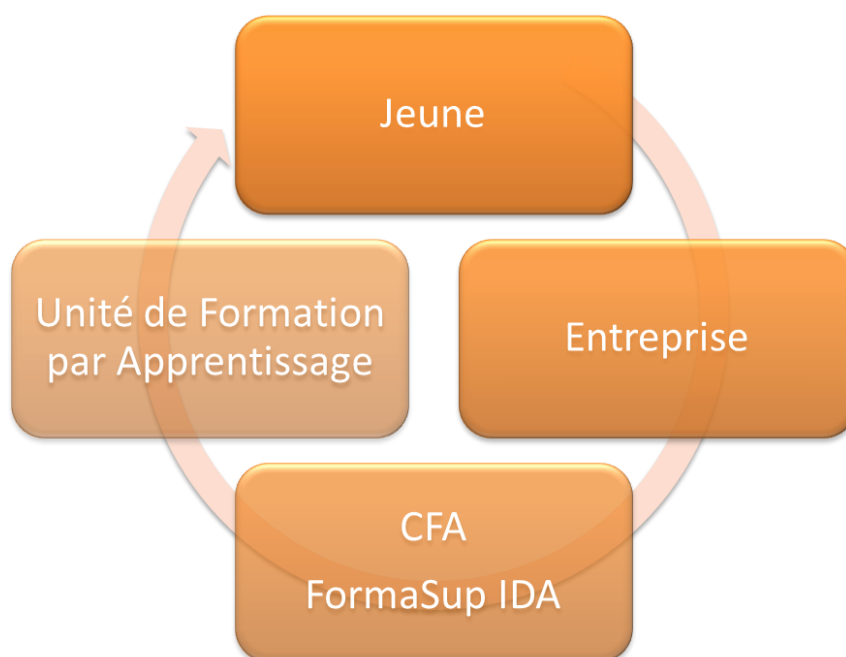 Jeune
Unité de Formation
par Apprentissage
Entreprise
CFA
FormaSup IDA